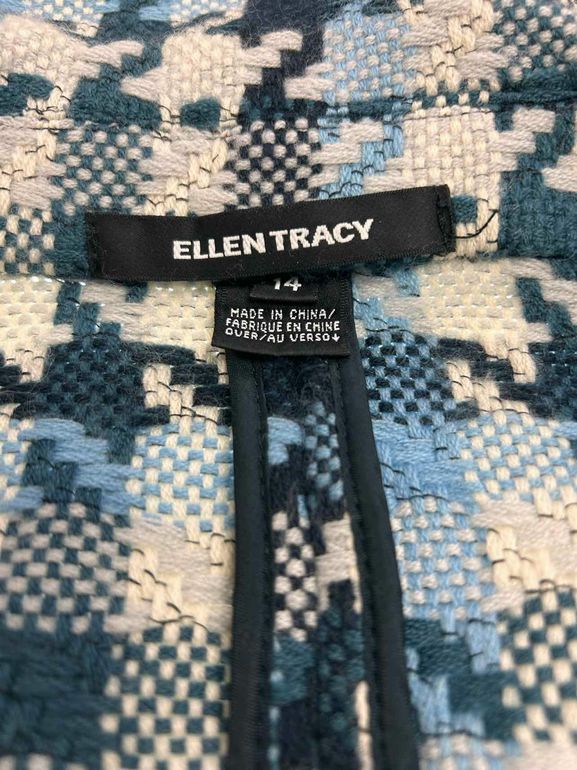 ELLEN TRACY
14
MADE IN CHINA/
FABRIQUE EN CHINE
OVER/AU VERSO↓